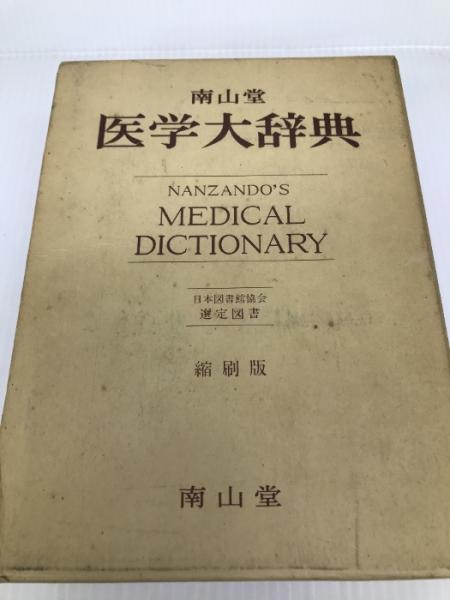 南山堂
医学大辞典
NANZANDO'S
MEDICAL
DICTIONARY
日本図書館協会
選定図書
縮刷版
南山堂